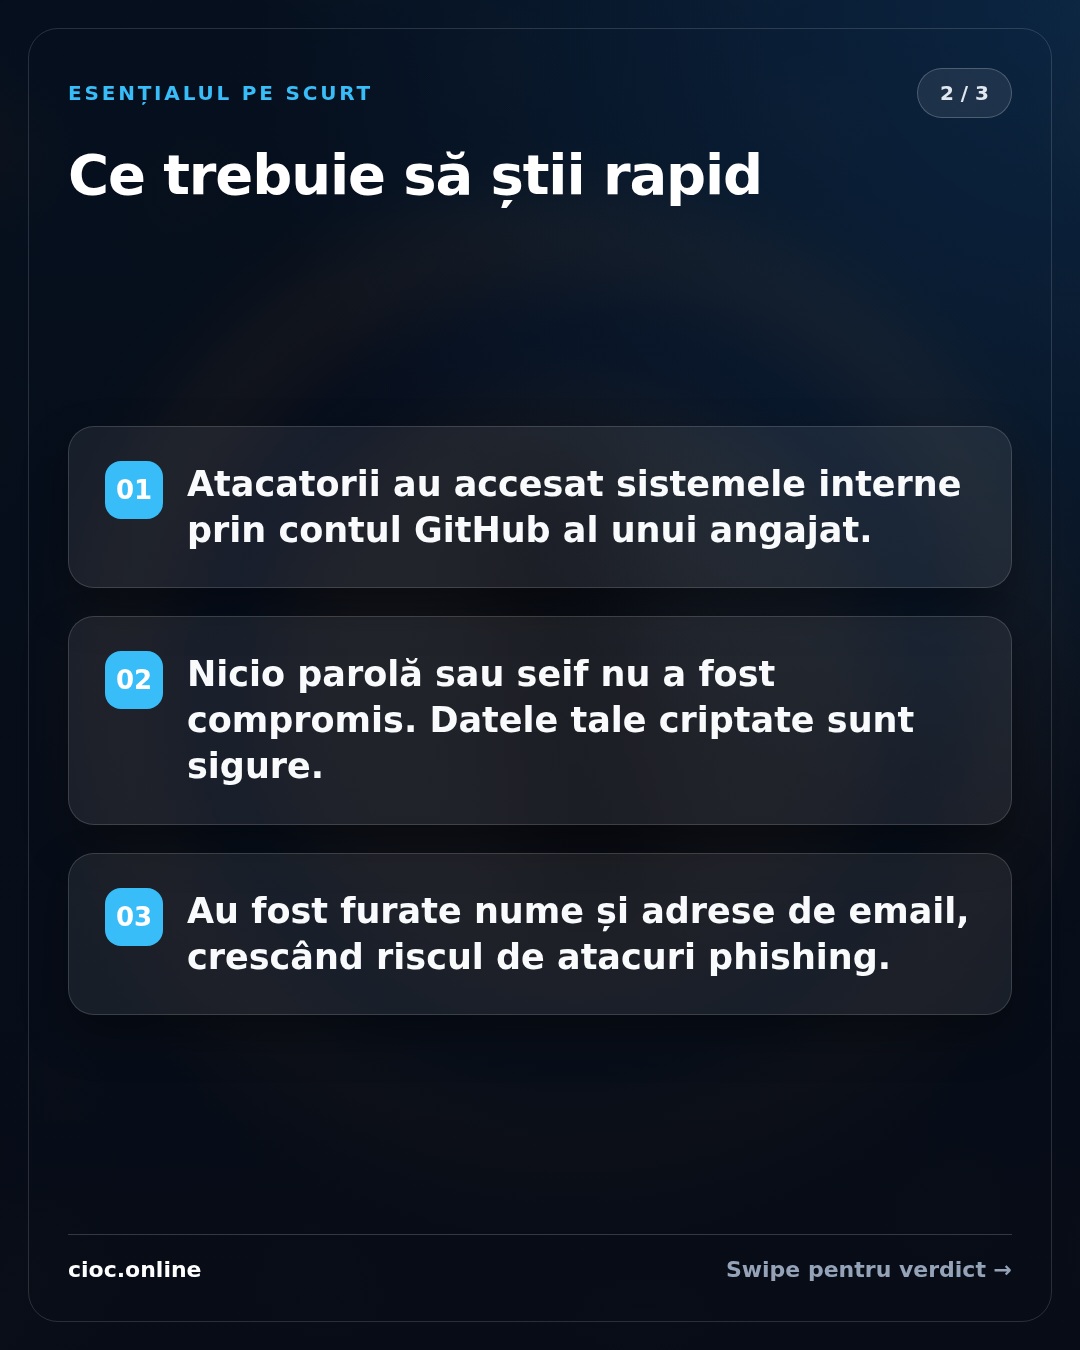 ESENȚIALUL PE SCURT
2 / 3
Ce trebuie să știi rapid
01
Atacatorii au accesat sistemele interne
prin contul GitHub al unui angajat.
02
Nicio parolă sau seif nu a fost
compromis. Datele tale criptate sunt
sigure.
03
Au fost furate nume și adrese de email,
crescând riscul de atacuri phishing.
cioc.online
Swipe pentru verdict →